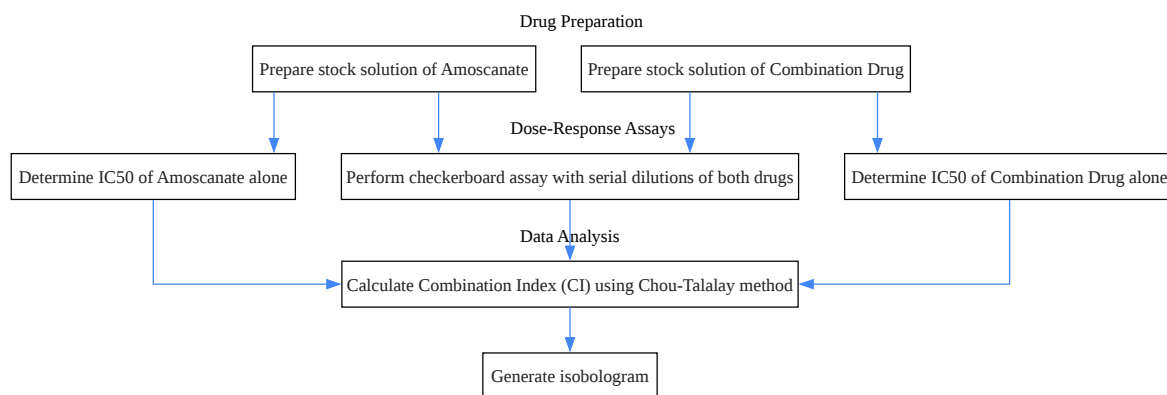 Drug Preparation
Prepare stock solution of Amoscanate
Prepare stock solution of Combination Drug
Dose-Response Assays
Determine IC50 of Amoscanate alone
Perform checkerboard assay with serial dilutions of both drugs
Determine IC50 of Combination Drug alone
Data Analysis
Calculate Combination Index (CI) using Chou-Talalay method
Generate isobologram